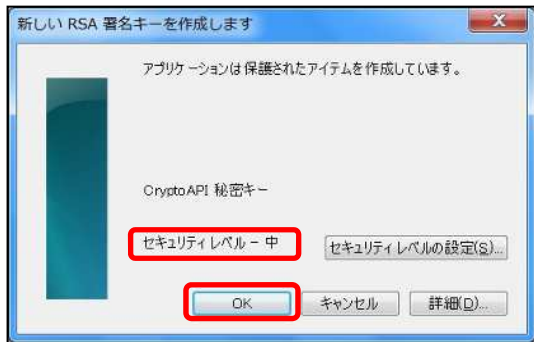 新しい RSA 署名キーを作成します
アプリケーションは保護されたアイテムを作成しています。
CryptoAPI 秘密キー
セキュリティ レベル - 中
セキュリティ レベルの設定(S)...
OK
キャンセル
詳細(D)...